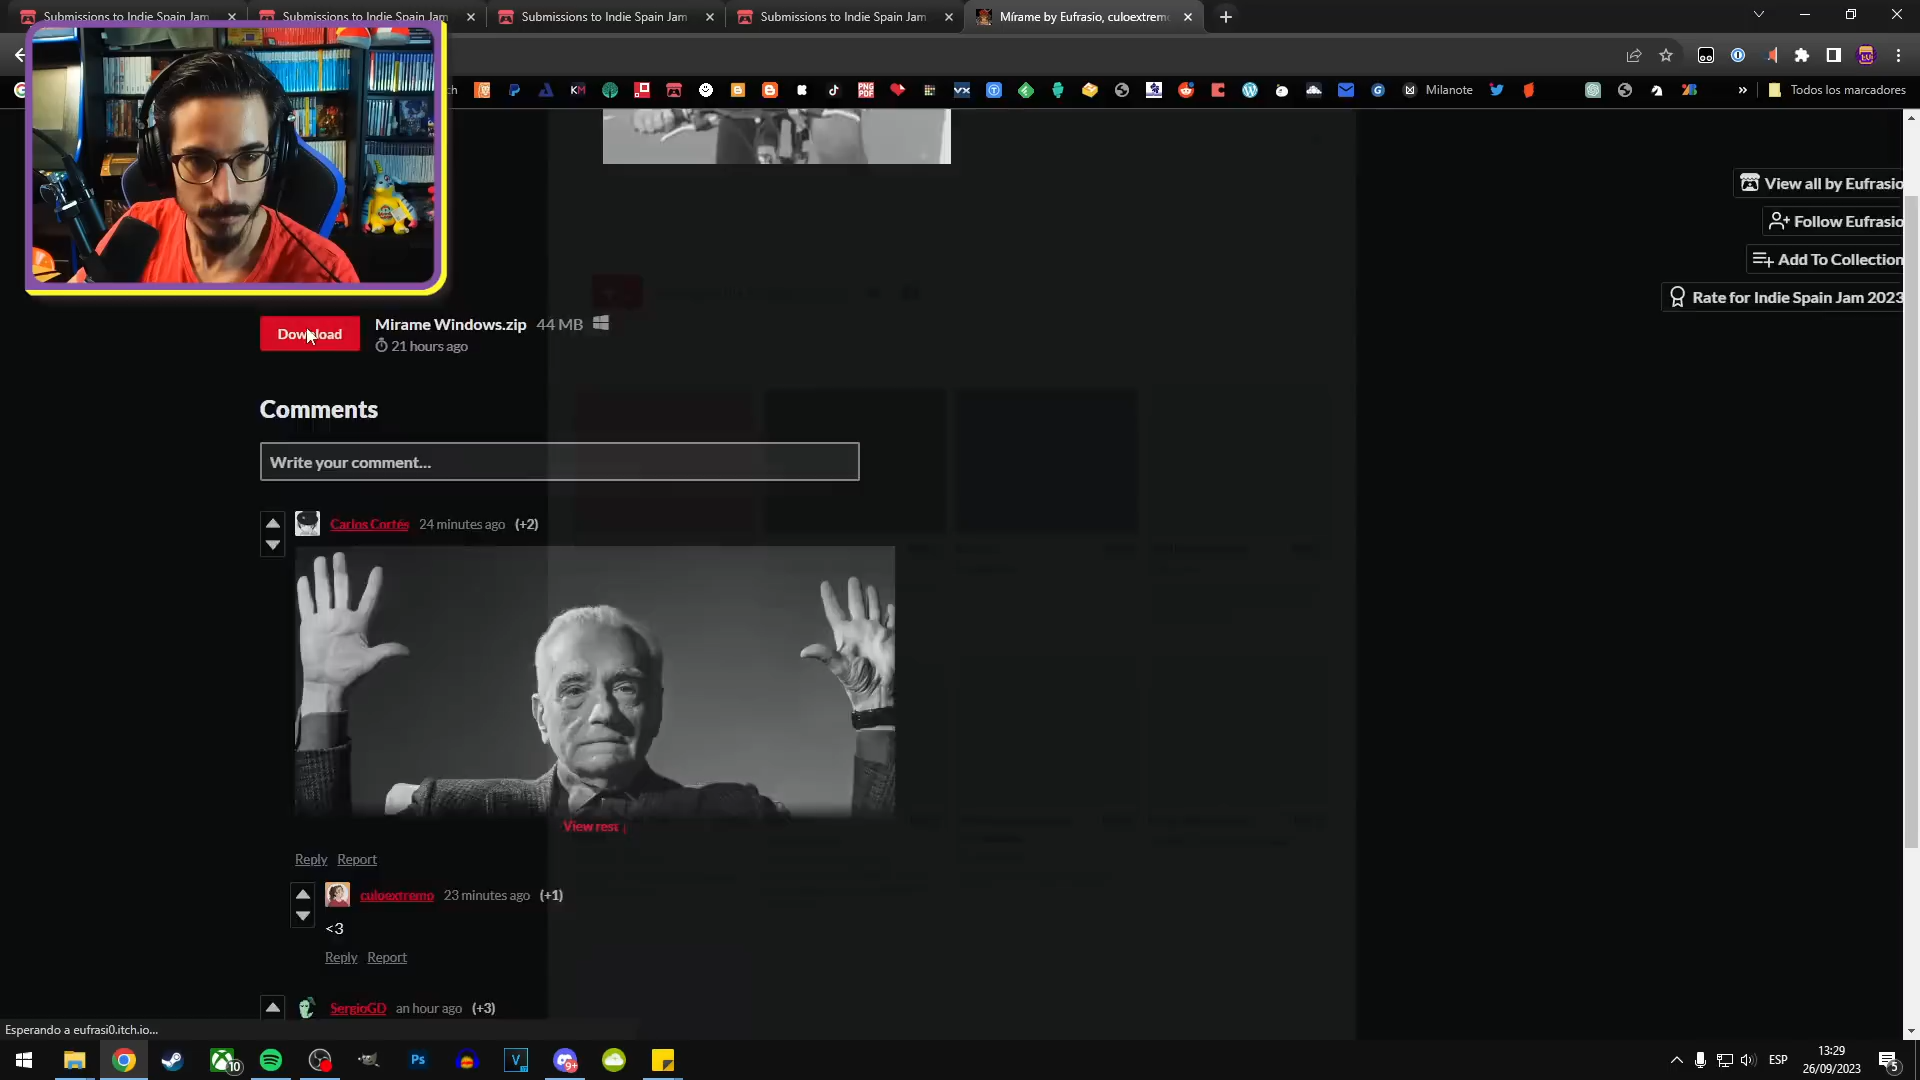 Submissions to Indie Spain Jam
Submissions to Indie Spain Jam
Submissions to Indie Spain Jam
Submissions to Indie Spain Jam
Mírame by Eufrasio, culoextrem
Milanote
Todos los marcadores
View all by Eufrasio
Follow Eufrasio
Add To Collection
Rate for Indie Spain Jam 2023
Download
Mirame Windows.zip 44 MB
21 hours ago
Comments
Write your comment...
Carlos Cortés 24 minutes ago (+2)
View rest
Reply Report
culoextremo 23 minutes ago (+1)
<3
Reply Report
SergioGD an hour ago (+3)
Esperando a eufrasi0.itch.io...
10
Ps
V
9+
ESP
13:29
26/09/2023
5